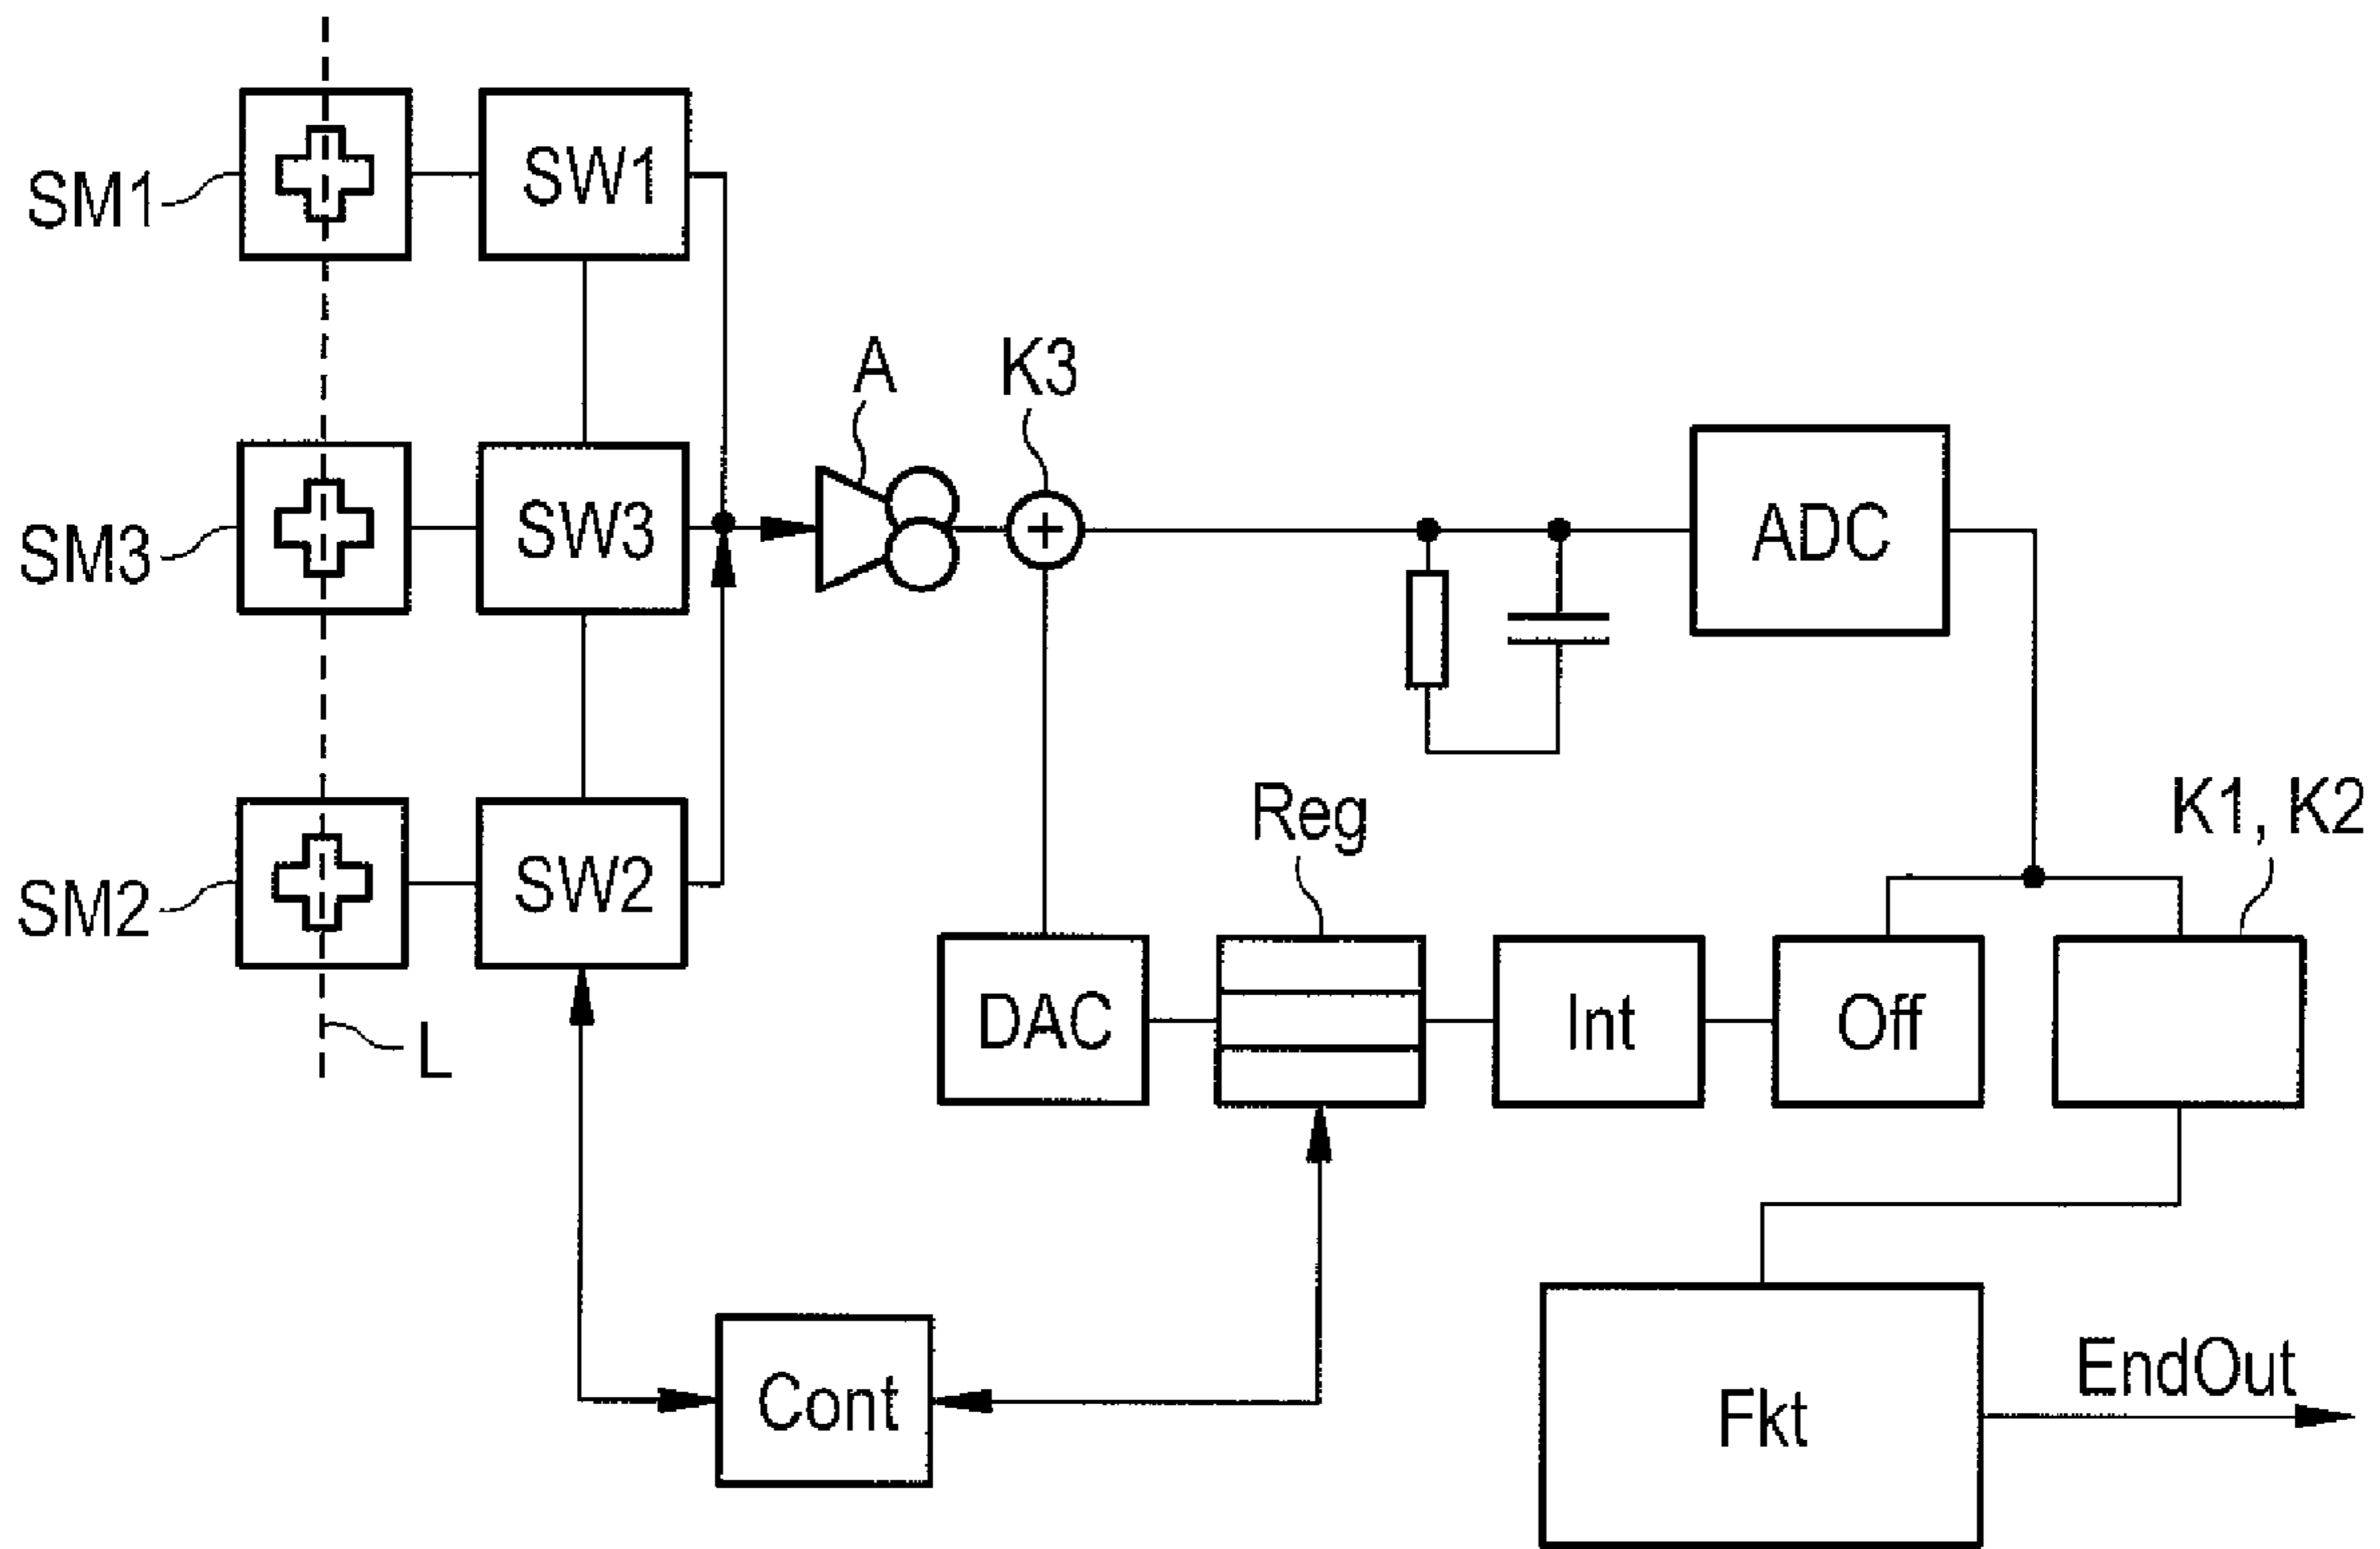 SM1
SW1
A
K3
SM3
SW3
ADC
SM2
SW2
Reg
K1, K2
L
DAC
Int
Off
Cont
Fkt
EndOut